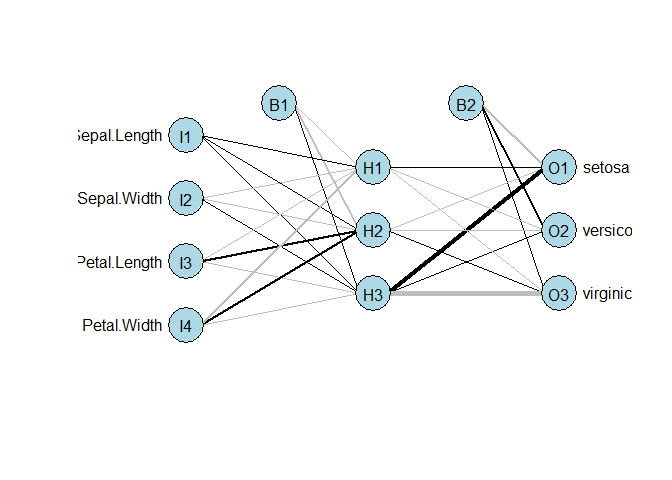 B1
B2
Sepal.Length
I1
H1
O1
setosa
Sepal.Width
I2
H2
O2
versico
Petal.Length
I3
H3
O3
virginic
Petal.Width
I4